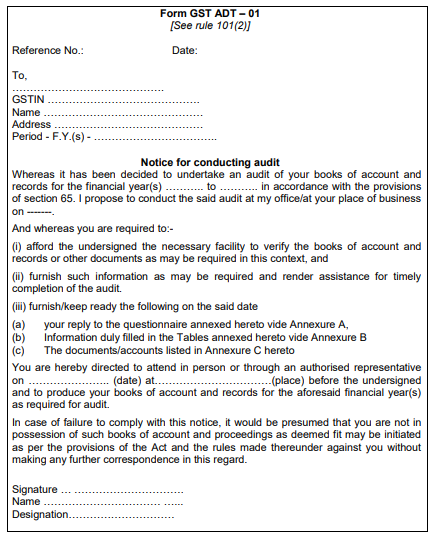 Form GST ADT – 01
[See rule 101(2)]
Reference No.: Date:
To,
……………………………………
GSTIN ……………………………………
Name ……………………………………
Address ……………………………………
Period - F.Y.(s) - ……………………………..
Notice for conducting audit
Whereas it has been decided to undertake an audit of your books of account and
records for the financial year(s) ……….. to ……….. in accordance with the provisions
of section 65. I propose to conduct the said audit at my office/at your place of business
on -------.
And whereas you are required to:-
(i) afford the undersigned the necessary facility to verify the books of account and
records or other documents as may be required in this context, and
(ii) furnish such information as may be required and render assistance for timely
completion of the audit.
(iii) furnish/keep ready the following on the said date
(a) your reply to the questionnaire annexed hereto vide Annexure A,
(b) Information duly filled in the Tables annexed hereto vide Annexure B
(c) The documents/accounts listed in Annexure C hereto
You are hereby directed to attend in person or through an authorised representative
on ………………….. (date) at…………………………(place) before the undersigned
and to produce your books of account and records for the aforesaid financial year(s)
as required for audit.
In case of failure to comply with this notice, it would be presumed that you are not in
possession of such books of account and proceedings as deemed fit may be initiated
as per the provisions of the Act and the rules made thereunder against you without
making any further correspondence in this regard.
Signature … ………………………….
Name …………………………… …...
Designation…………………………